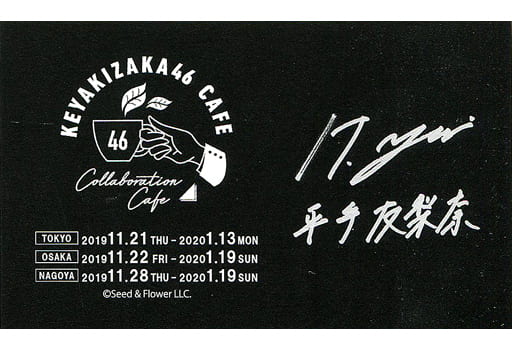 KEYAKIZAKA46 CAFE
46
Collaboration
Cafe
TOKYO 2019 11.21 THU – 2020 1.13 MON
OSAKA 2019 11.22 FRI – 2020 1.19 SUN
NAGOYA 2019 11.28 THU – 2020 1.19 SUN
©Seed & Flower LLC.
平手友梨奈